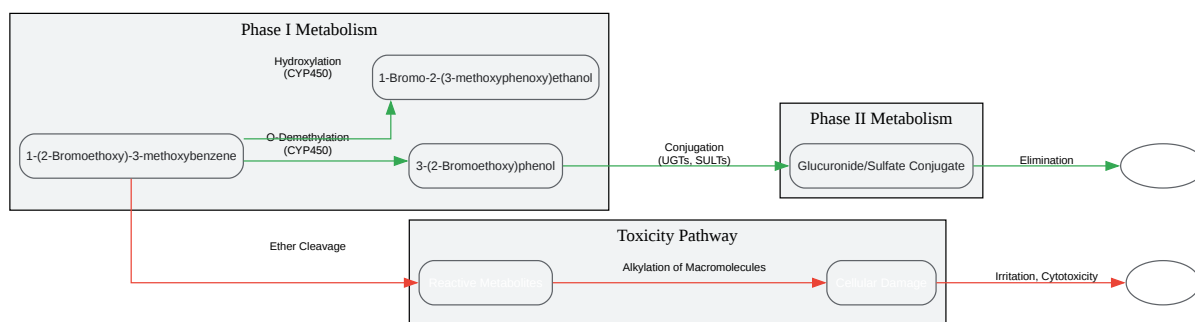 Phase I Metabolism
Hydroxylation
(CYP450)
1-Bromo-2-(3-methoxyphenoxy)ethanol
O-Demethylation
(CYP450)
1-(2-Bromoethoxy)-3-methoxybenzene
3-(2-Bromoethoxy)phenol
Conjugation
(UGTs, SULTs)
Phase II Metabolism
Glucuronide/Sulfate Conjugate
Elimination
Ether Cleavage
Toxicity Pathway
Reactive Metabolites
Alkylation of Macromolecules
Cellular Damage
Irritation, Cytotoxicity